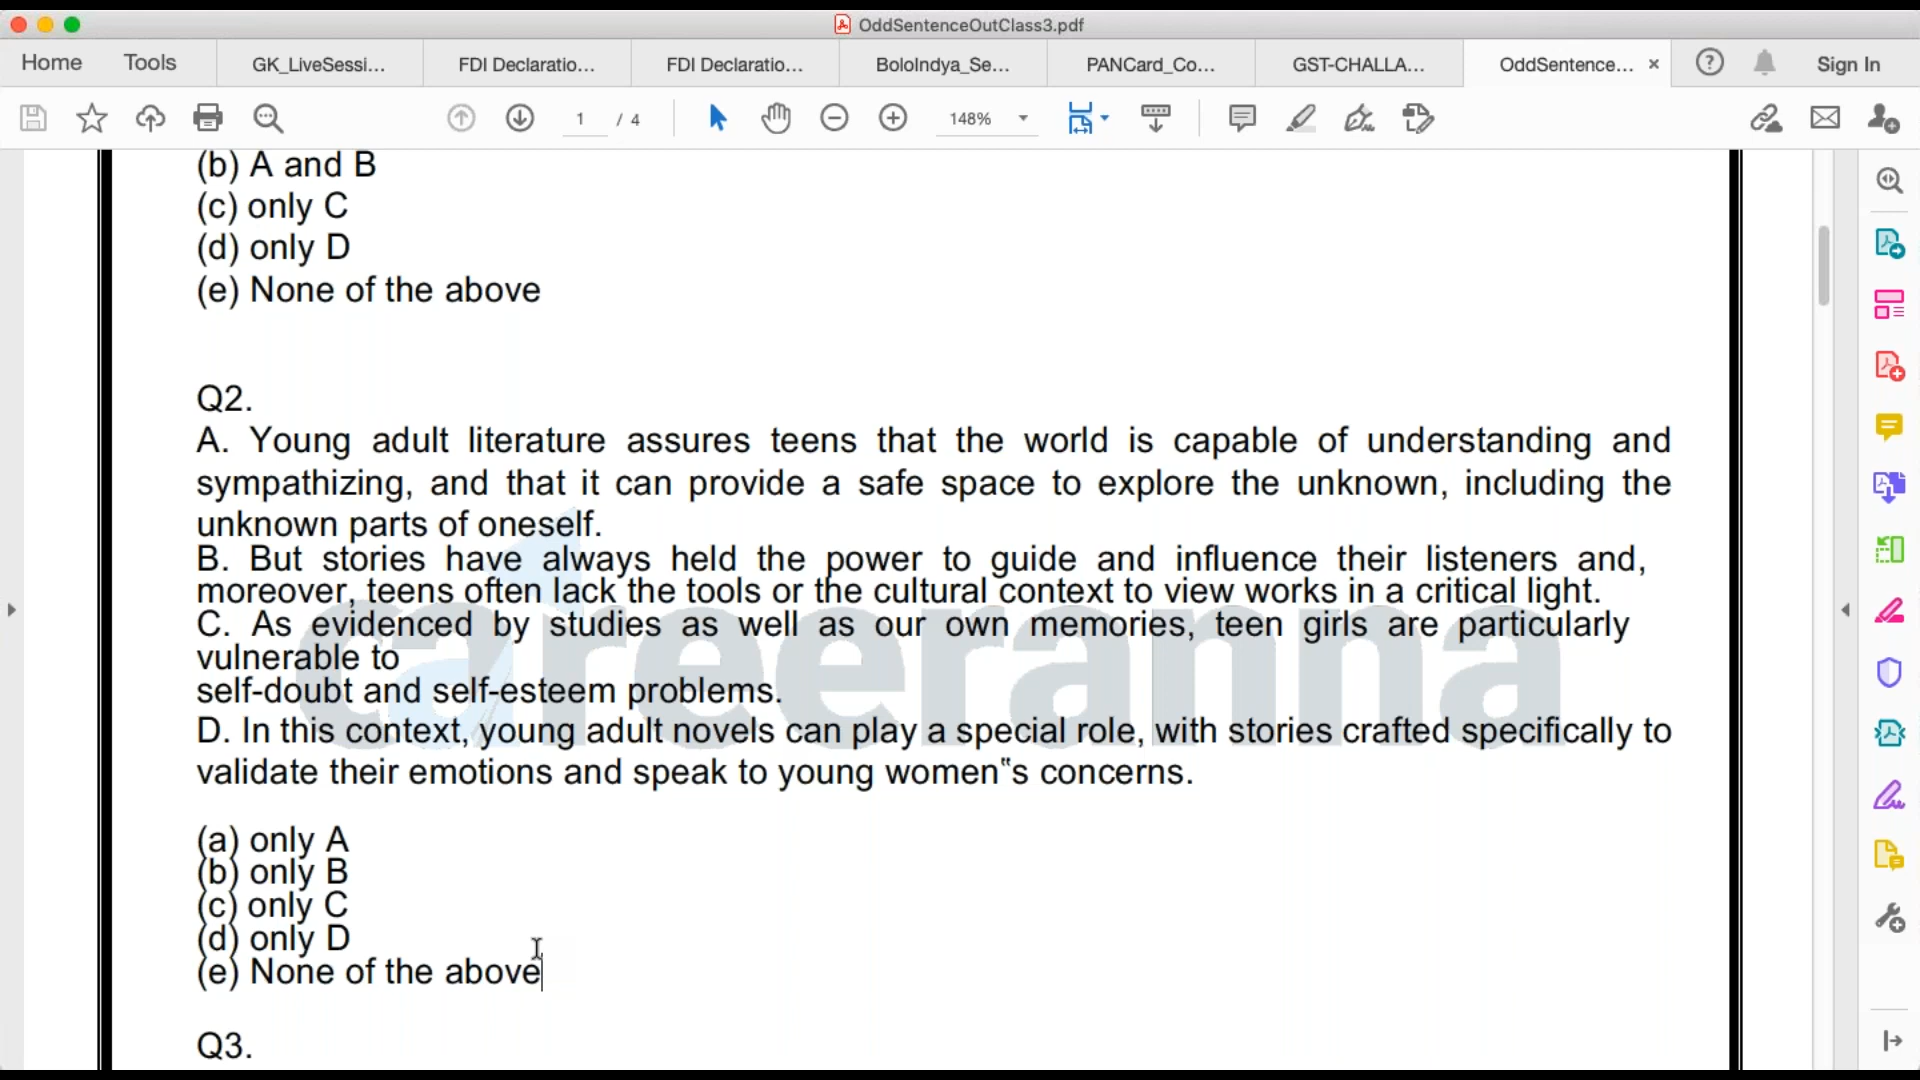 OddSentenceOutClass3.pdf
Home Tools GK_LiveSessi... FDI Declaratio... FDI Declaratio... BoloIndya_Se... PANCard_Co... GST-CHALLA... OddSentence... × ? Sign In
1 / 4 148%
(b) A and B
(c) only C
(d) only D
(e) None of the above
Q2.
A. Young adult literature assures teens that the world is capable of understanding and
sympathizing, and that it can provide a safe space to explore the unknown, including the
unknown parts of oneself.
B. But stories have always held the power to guide and influence their listeners and,
moreover, teens often lack the tools or the cultural context to view works in a critical light.
C. As evidenced by studies as well as our own memories, teen girls are particularly
vulnerable to
self-doubt and self-esteem problems.
D. In this context, young adult novels can play a special role, with stories crafted specifically to
validate their emotions and speak to young women‟s concerns.
careeranna
(a) only A
(b) only B
(c) only C
(d) only D
(e) None of the above
Q3.